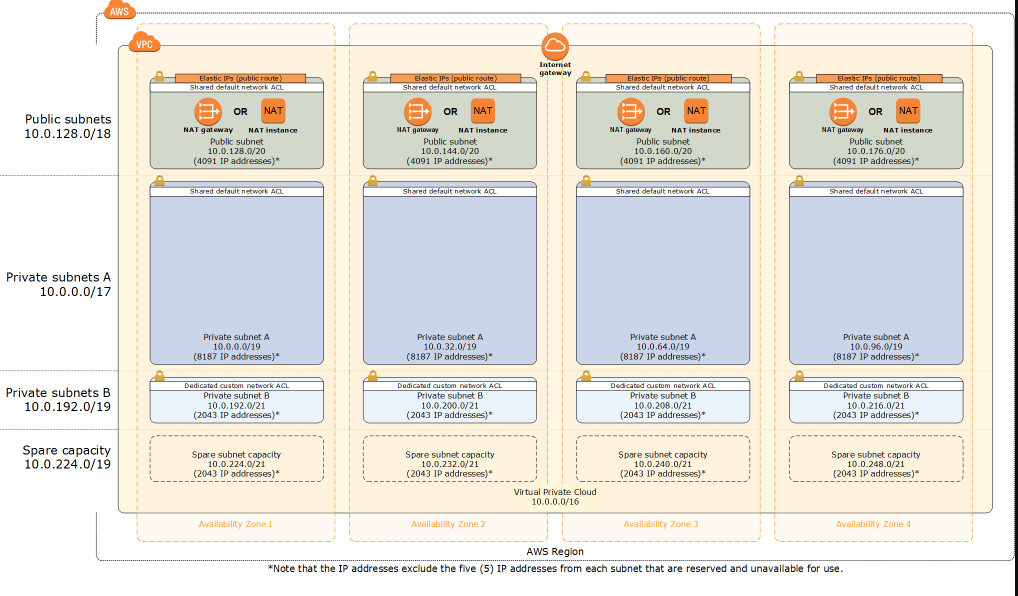 AWS
VPC
Internet
gateway
Public subnets
10.0.128.0/18
Elastic IPs (public route)
Shared default network ACL
OR
NAT
NAT gateway
NAT instance
Public subnet
10.0.128.0/20
(4091 IP addresses)*
Elastic IPs (public route)
Shared default network ACL
OR
NAT
NAT gateway
NAT instance
Public subnet
10.0.144.0/20
(4091 IP addresses)*
Elastic IPs (public route)
Shared default network ACL
OR
NAT
NAT gateway
NAT instance
Public subnet
10.0.160.0/20
(4091 IP addresses)*
Elastic IPs (public route)
Shared default network ACL
OR
NAT
NAT gateway
NAT instance
Public subnet
10.0.176.0/20
(4091 IP addresses)*
Private subnets A
10.0.0.0/17
Shared default network ACL
Private subnet A
10.0.0.0/19
(8187 IP addresses)*
Shared default network ACL
Private subnet A
10.0.32.0/19
(8187 IP addresses)*
Shared default network ACL
Private subnet A
10.0.64.0/19
(8187 IP addresses)*
Shared default network ACL
Private subnet A
10.0.96.0/19
(8187 IP addresses)*
Private subnets B
10.0.192.0/19
Dedicated custom network ACL
Private subnet B
10.0.192.0/21
(2043 IP addresses)*
Dedicated custom network ACL
Private subnet B
10.0.200.0/21
(2043 IP addresses)*
Dedicated custom network ACL
Private subnet B
10.0.208.0/21
(2043 IP addresses)*
Dedicated custom network ACL
Private subnet B
10.0.216.0/21
(2043 IP addresses)*
Spare capacity
10.0.224.0/19
Spare subnet capacity
10.0.224.0/21
(2043 IP addresses)*
Spare subnet capacity
10.0.232.0/21
(2043 IP addresses)*
Spare subnet capacity
10.0.240.0/21
(2043 IP addresses)*
Spare subnet capacity
10.0.248.0/21
(2043 IP addresses)*
Virtual Private Cloud
10.0.0.0/16
Availability Zone 1
Availability Zone 2
Availability Zone 3
Availability Zone 4
AWS Region
*Note that the IP addresses exclude the five (5) IP addresses from each subnet that are reserved and unavailable for use.